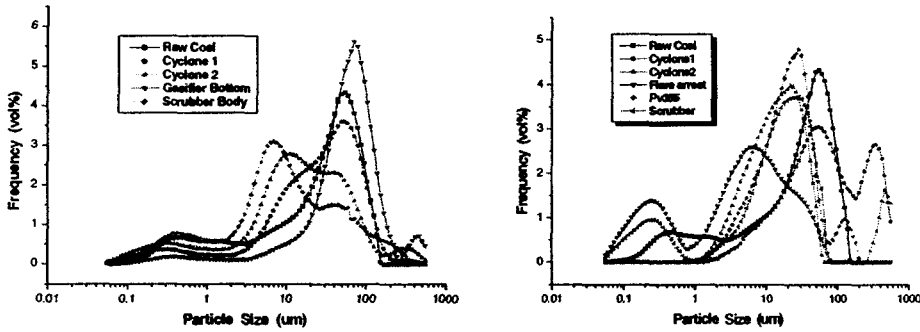 6
5
4
3
2
1
0
Frequency (vol%)
Raw Coal
Cyclone 1
Cyclone 2
Gasifier Bottom
Scrubber Body
0.01
0.1
1
10
100
1000
Particle Size (um)
5
4
3
2
1
0
Frequency (vol%)
Raw Coal
Cyclone1
Cyclone2
Flare arrest
Pv355
Scrubber
0.01
0.1
1
10
100
1000
Particle Size (um)